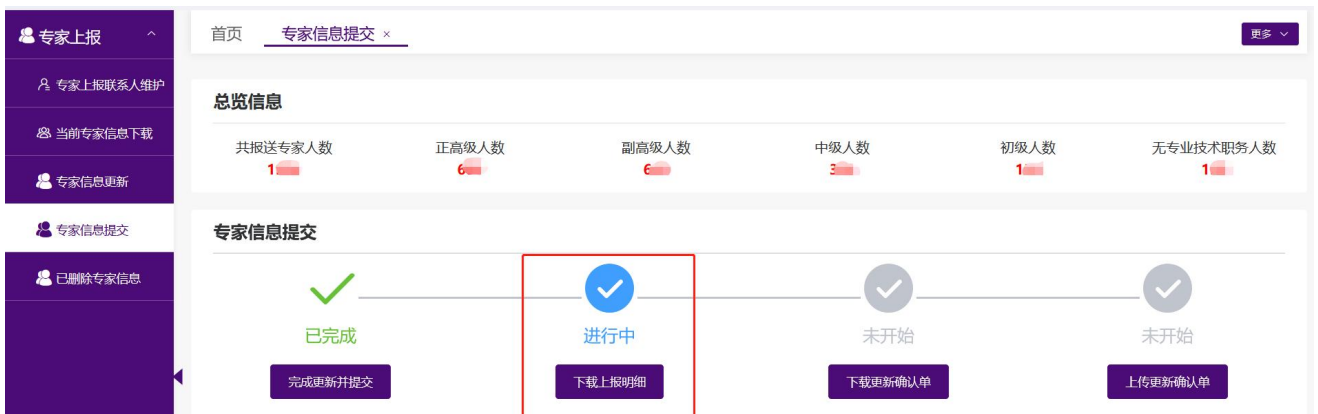 专家上报
专家上报联系人维护
当前专家信息下载
专家信息更新
专家信息提交
已删除专家信息
首页 专家信息提交 ×
更多
总览信息
共报送专家人数 正高级人数 副高级人数 中级人数 初级人数 无专业技术职务人数
专家信息提交
已完成 进行中 未开始 未开始
完成更新并提交 下载上报明细 下载更新确认单 上传更新确认单